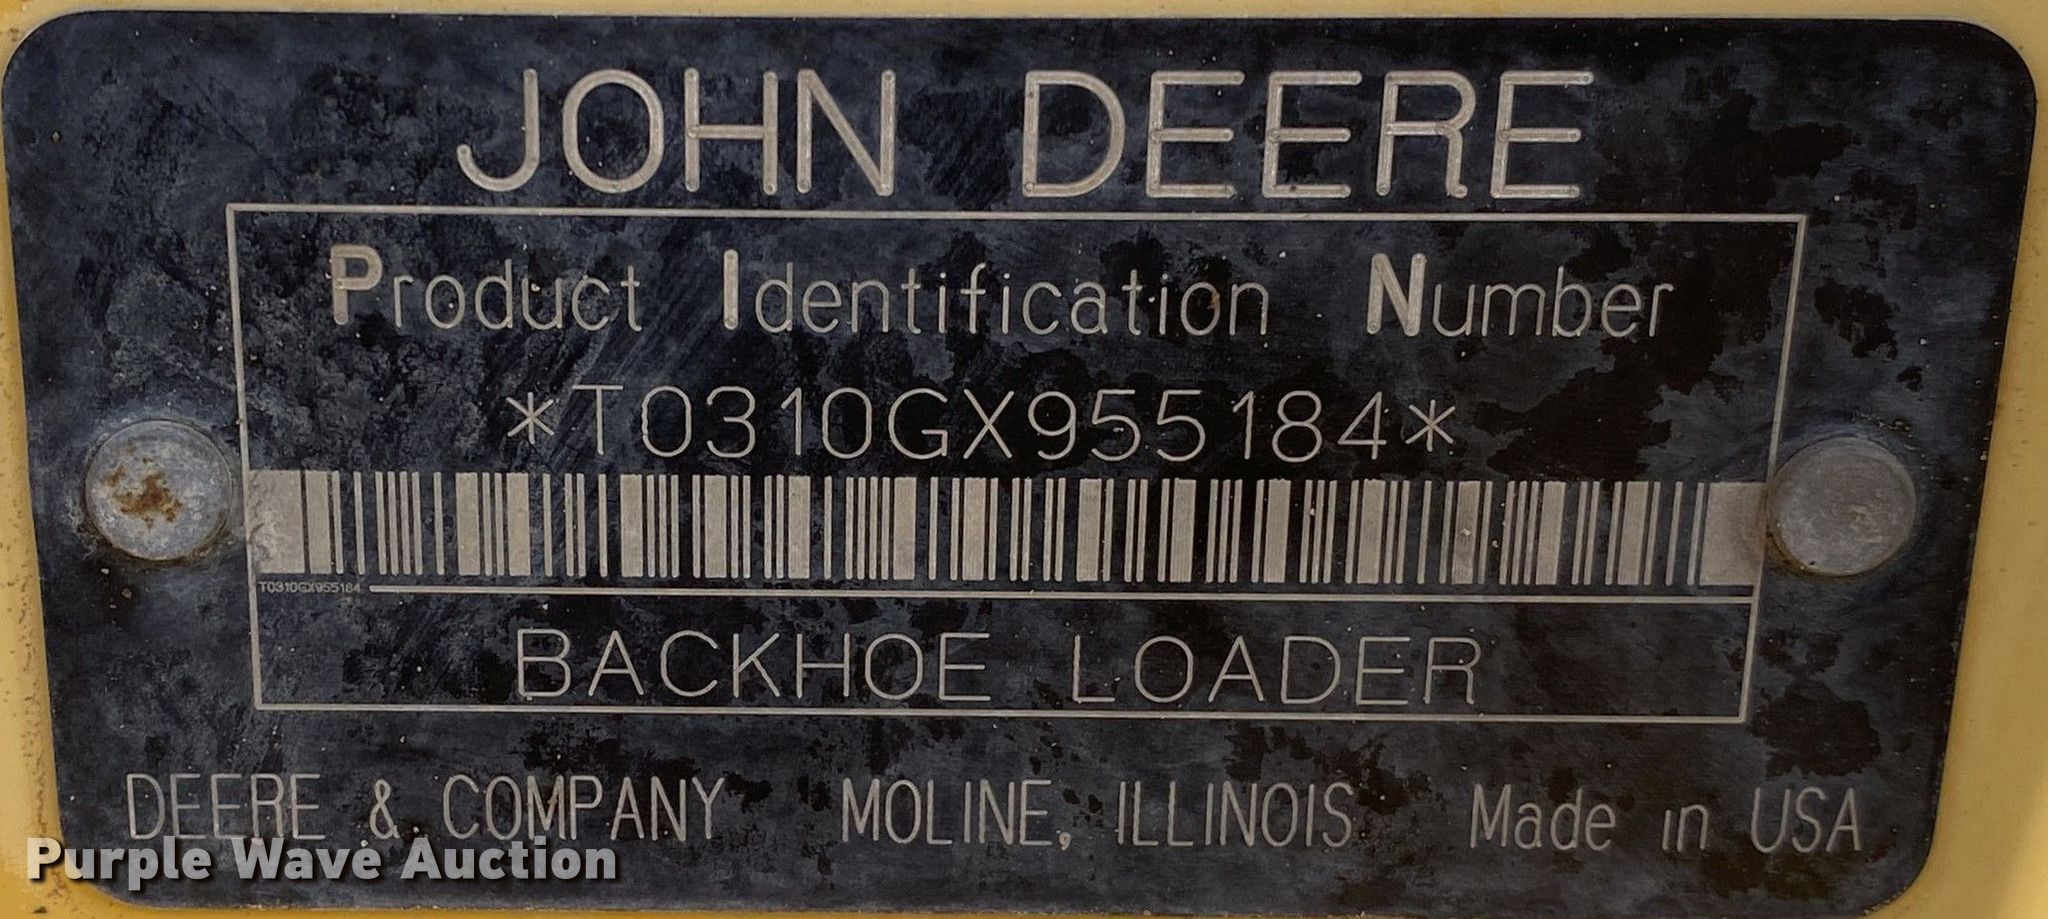 JOHN DEERE
Product Identification Number
*T0310GX955184*
T0310GX955184
BACKHOE LOADER
DEERE & COMPANY MOLINE, ILLINOIS Made in USA
Purple Wave Auction